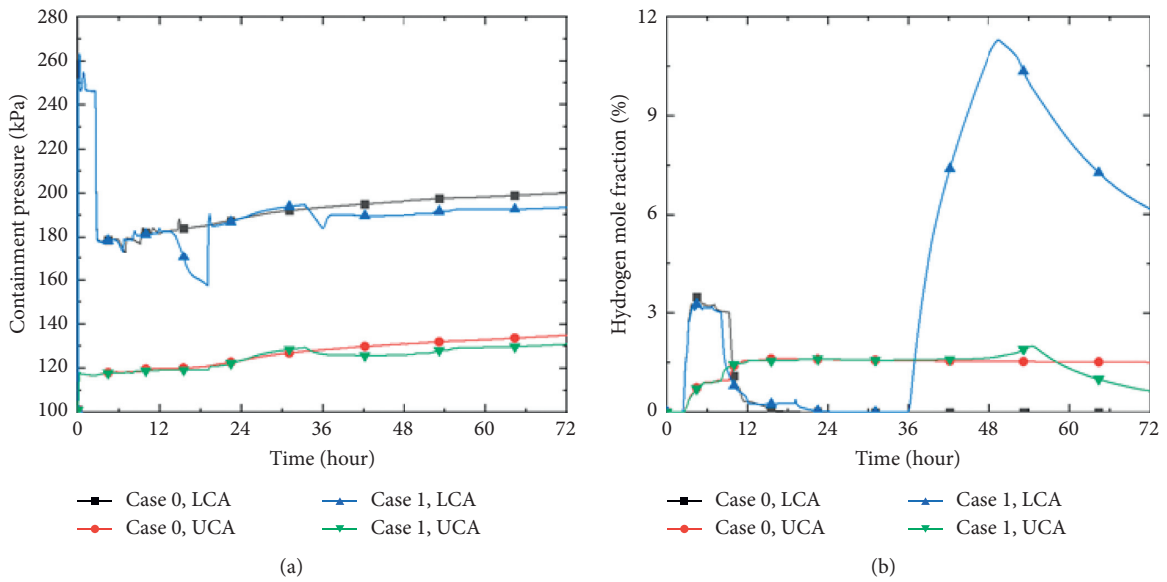 280
260
240
220
200
180
160
140
120
100
Containment pressure (kPa)
0 12 24 36 48 60 72
Time (hour)
Case 0, LCA
Case 1, LCA
Case 0, UCA
Case 1, UCA
(a)
12
9
6
3
0
Hydrogen mole fraction (%)
0 12 24 36 48 60 72
Time (hour)
Case 0, LCA
Case 1, LCA
Case 0, UCA
Case 1, UCA
(b)